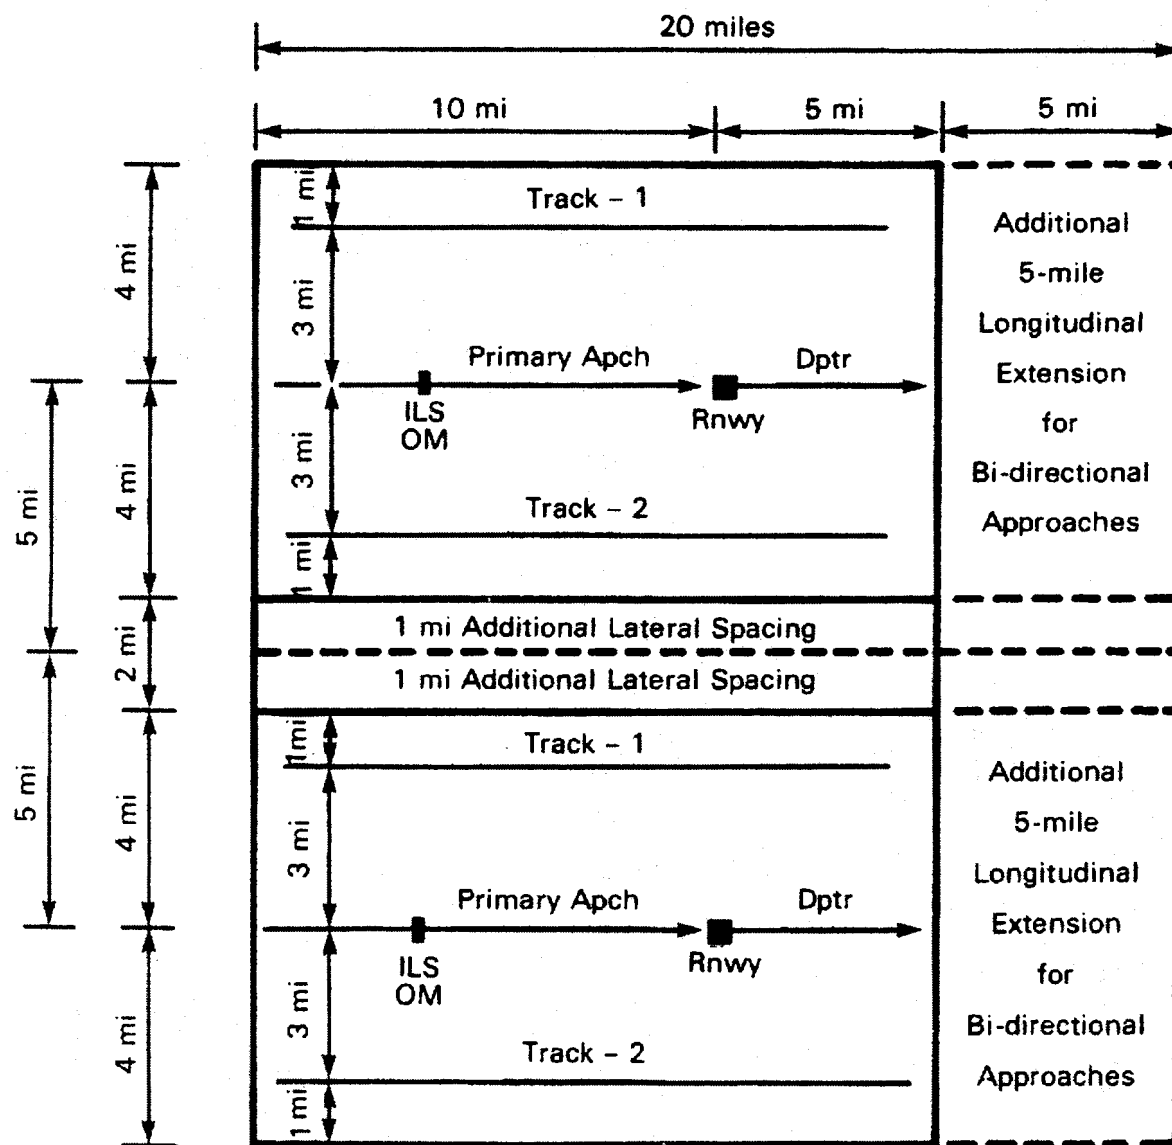 20 miles
10 mi
5 mi
5 mi
1 mi
Track - 1
4 mi
3 mi
Additional
5-mile
Longitudinal
Extension
for
Bi-directional
Approaches
Primary Apch
Dptr
ILS
OM
Rnwy
3 mi
4 mi
5 mi
Track - 2
1 mi
1 mi Additional Lateral Spacing
2 mi
1 mi Additional Lateral Spacing
1mi
Track - 1
5 mi
4 mi
3 mi
Additional
5-mile
Longitudinal
Extension
for
Bi-directional
Approaches
Primary Apch
Dptr
ILS
OM
Rnwy
3 mi
4 mi
Track - 2
1mi